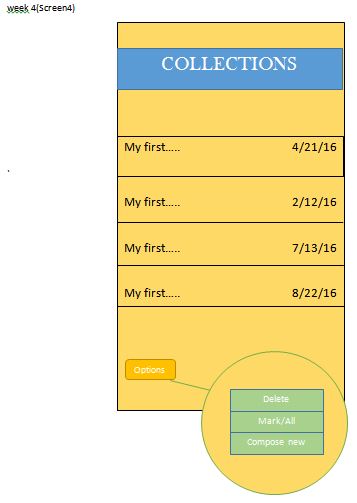 week 4(Screen4)
COLLECTIONS
My first..... 4/21/16
My first..... 2/12/16
My first..... 7/13/16
My first..... 8/22/16
Options
Delete
Mark/All
Compose new